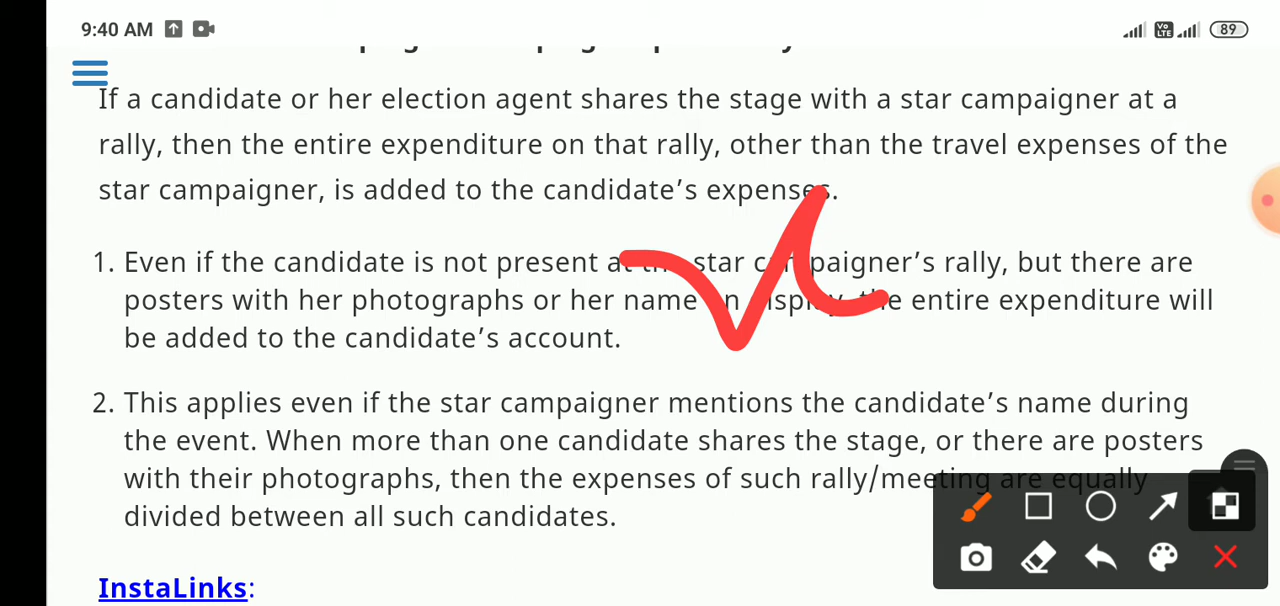 9:40 AM
Vo LTE
89
If a candidate or her election agent shares the stage with a star campaigner at a
rally, then the entire expenditure on that rally, other than the travel expenses of the
star campaigner, is added to the candidate's expenses.
1. Even if the candidate is not present at the star campaigner's rally, but there are
posters with her photographs or her name on display, the entire expenditure will
be added to the candidate's account.
2. This applies even if the star campaigner mentions the candidate's name during
the event. When more than one candidate shares the stage, or there are posters
with their photographs, then the expenses of such rally/meeting are equally
divided between all such candidates.
InstaLinks: